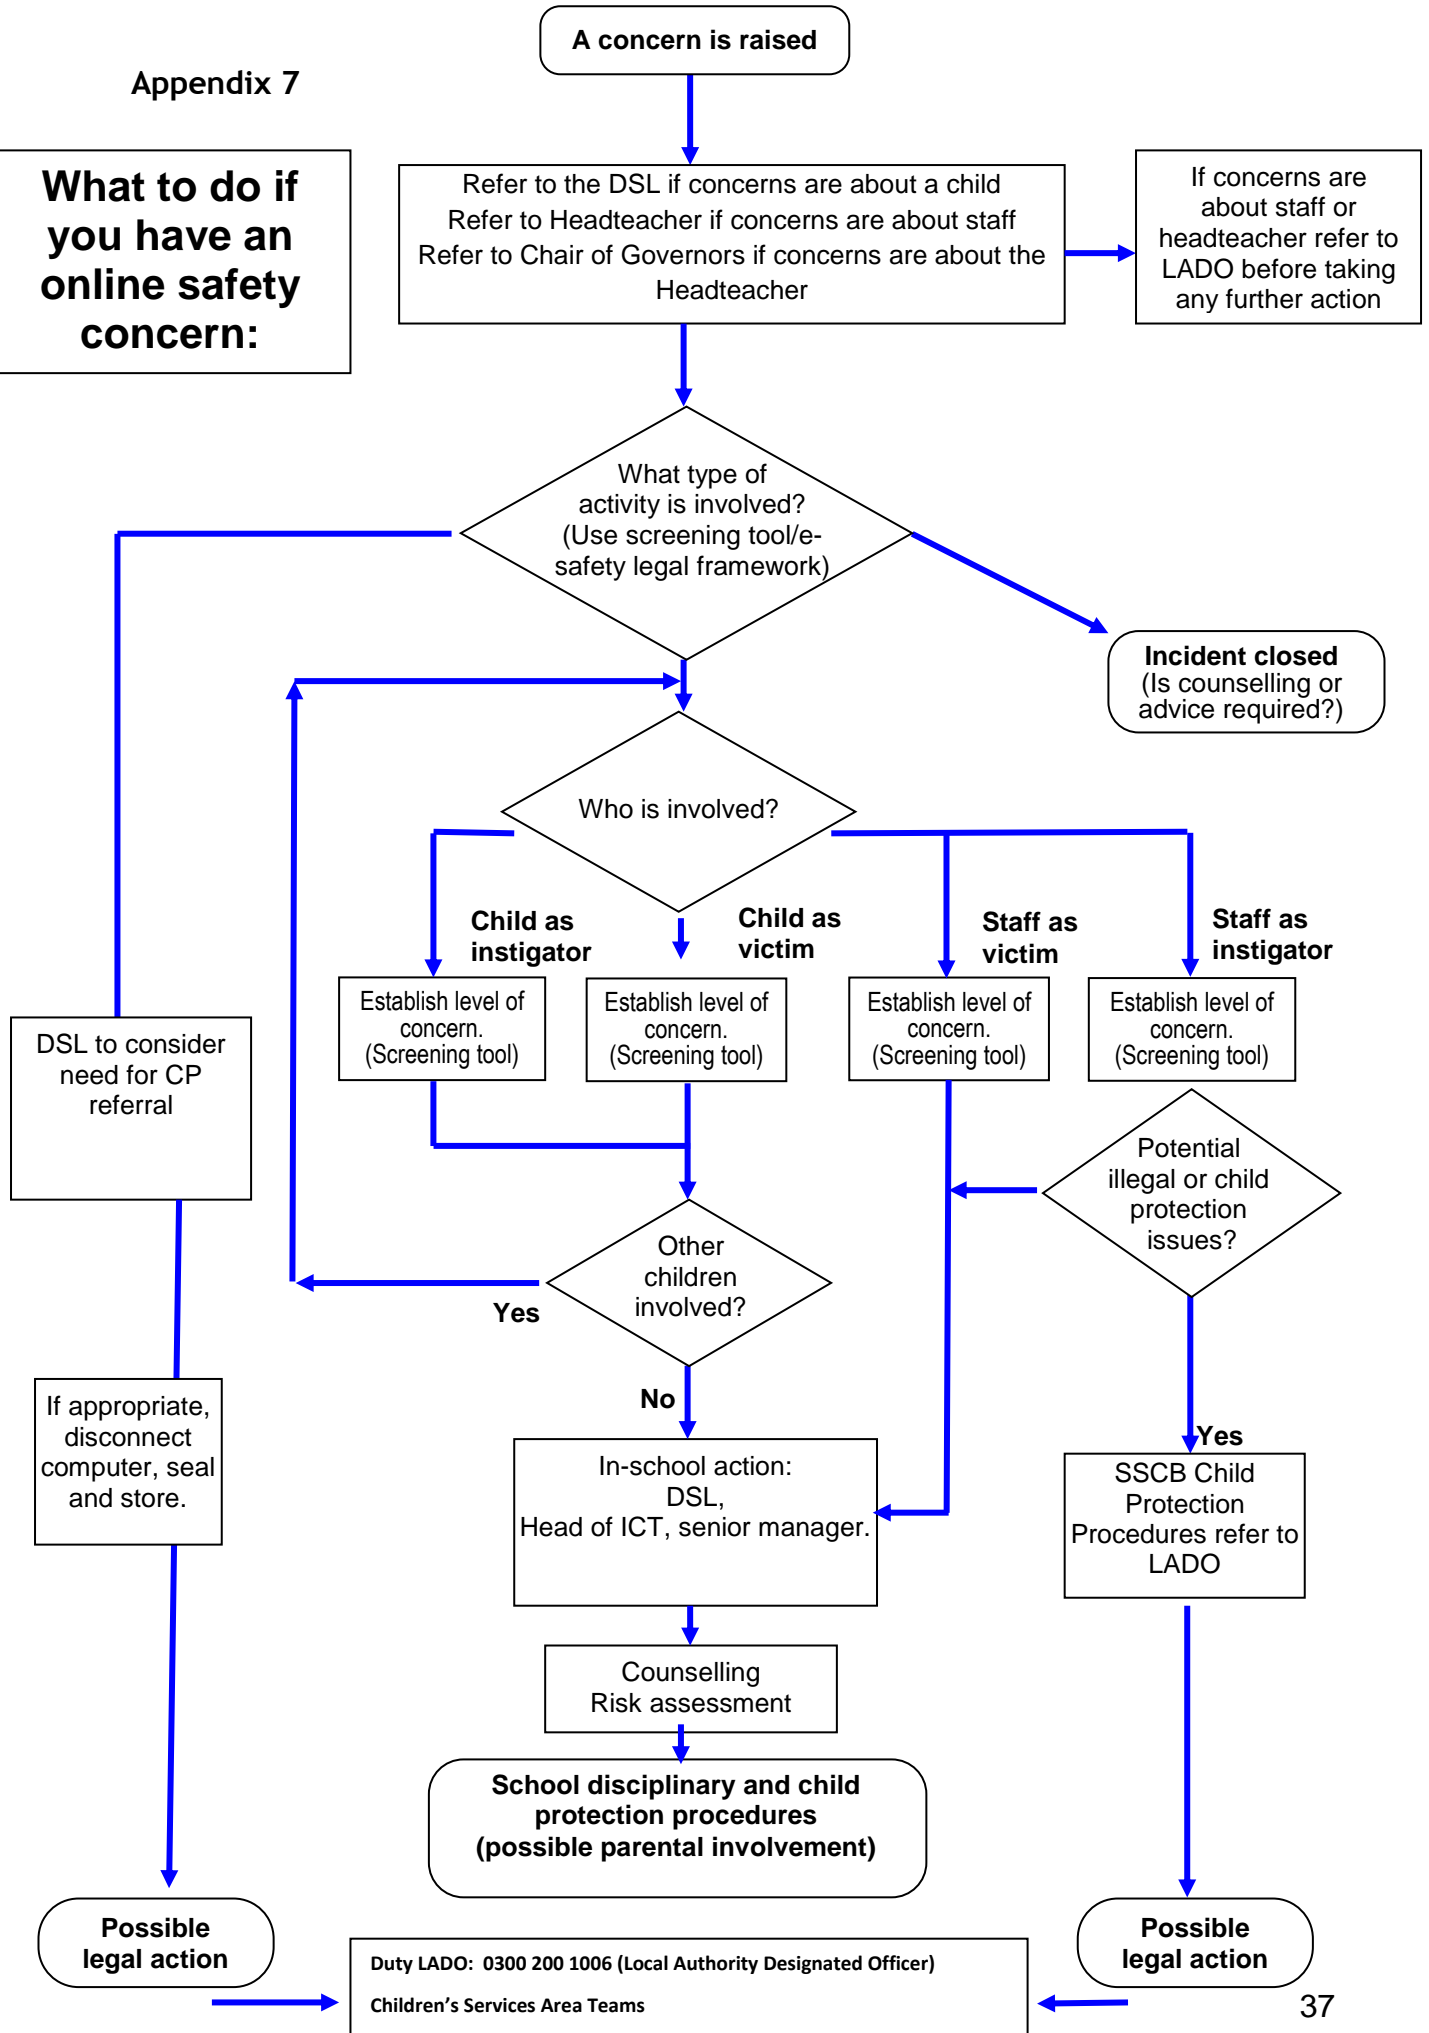 A concern is raised
Appendix 7
What to do if
you have an
online safety
concern:
Refer to the DSL if concerns are about a child
Refer to Headteacher if concerns are about staff
Refer to Chair of Governors if concerns are about the
Headteacher
If concerns are
about staff or
headteacher refer to
LADO before taking
any further action
What type of
activity is involved?
(Use screening tool/e-
safety legal framework)
Incident closed
(Is counselling or
advice required?)
Who is involved?
Child as
instigator
Child as
victim
Staff as
victim
Staff as
instigator
Establish level of
concern.
(Screening tool)
Establish level of
concern.
(Screening tool)
Establish level of
concern.
(Screening tool)
Establish level of
concern.
(Screening tool)
DSL to consider
need for CP
referral
Potential
illegal or child
protection
issues?
Other
children
involved?
Yes
No
If appropriate,
disconnect
computer, seal
and store.
Yes
In-school action:
DSL,
Head of ICT, senior manager.
SSCB Child
Protection
Procedures refer to
LADO
Counselling
Risk assessment
School disciplinary and child
protection procedures
(possible parental involvement)
Possible
legal action
Possible
legal action
Duty LADO: 0300 200 1006 (Local Authority Designated Officer)
Children's Services Area Teams
37